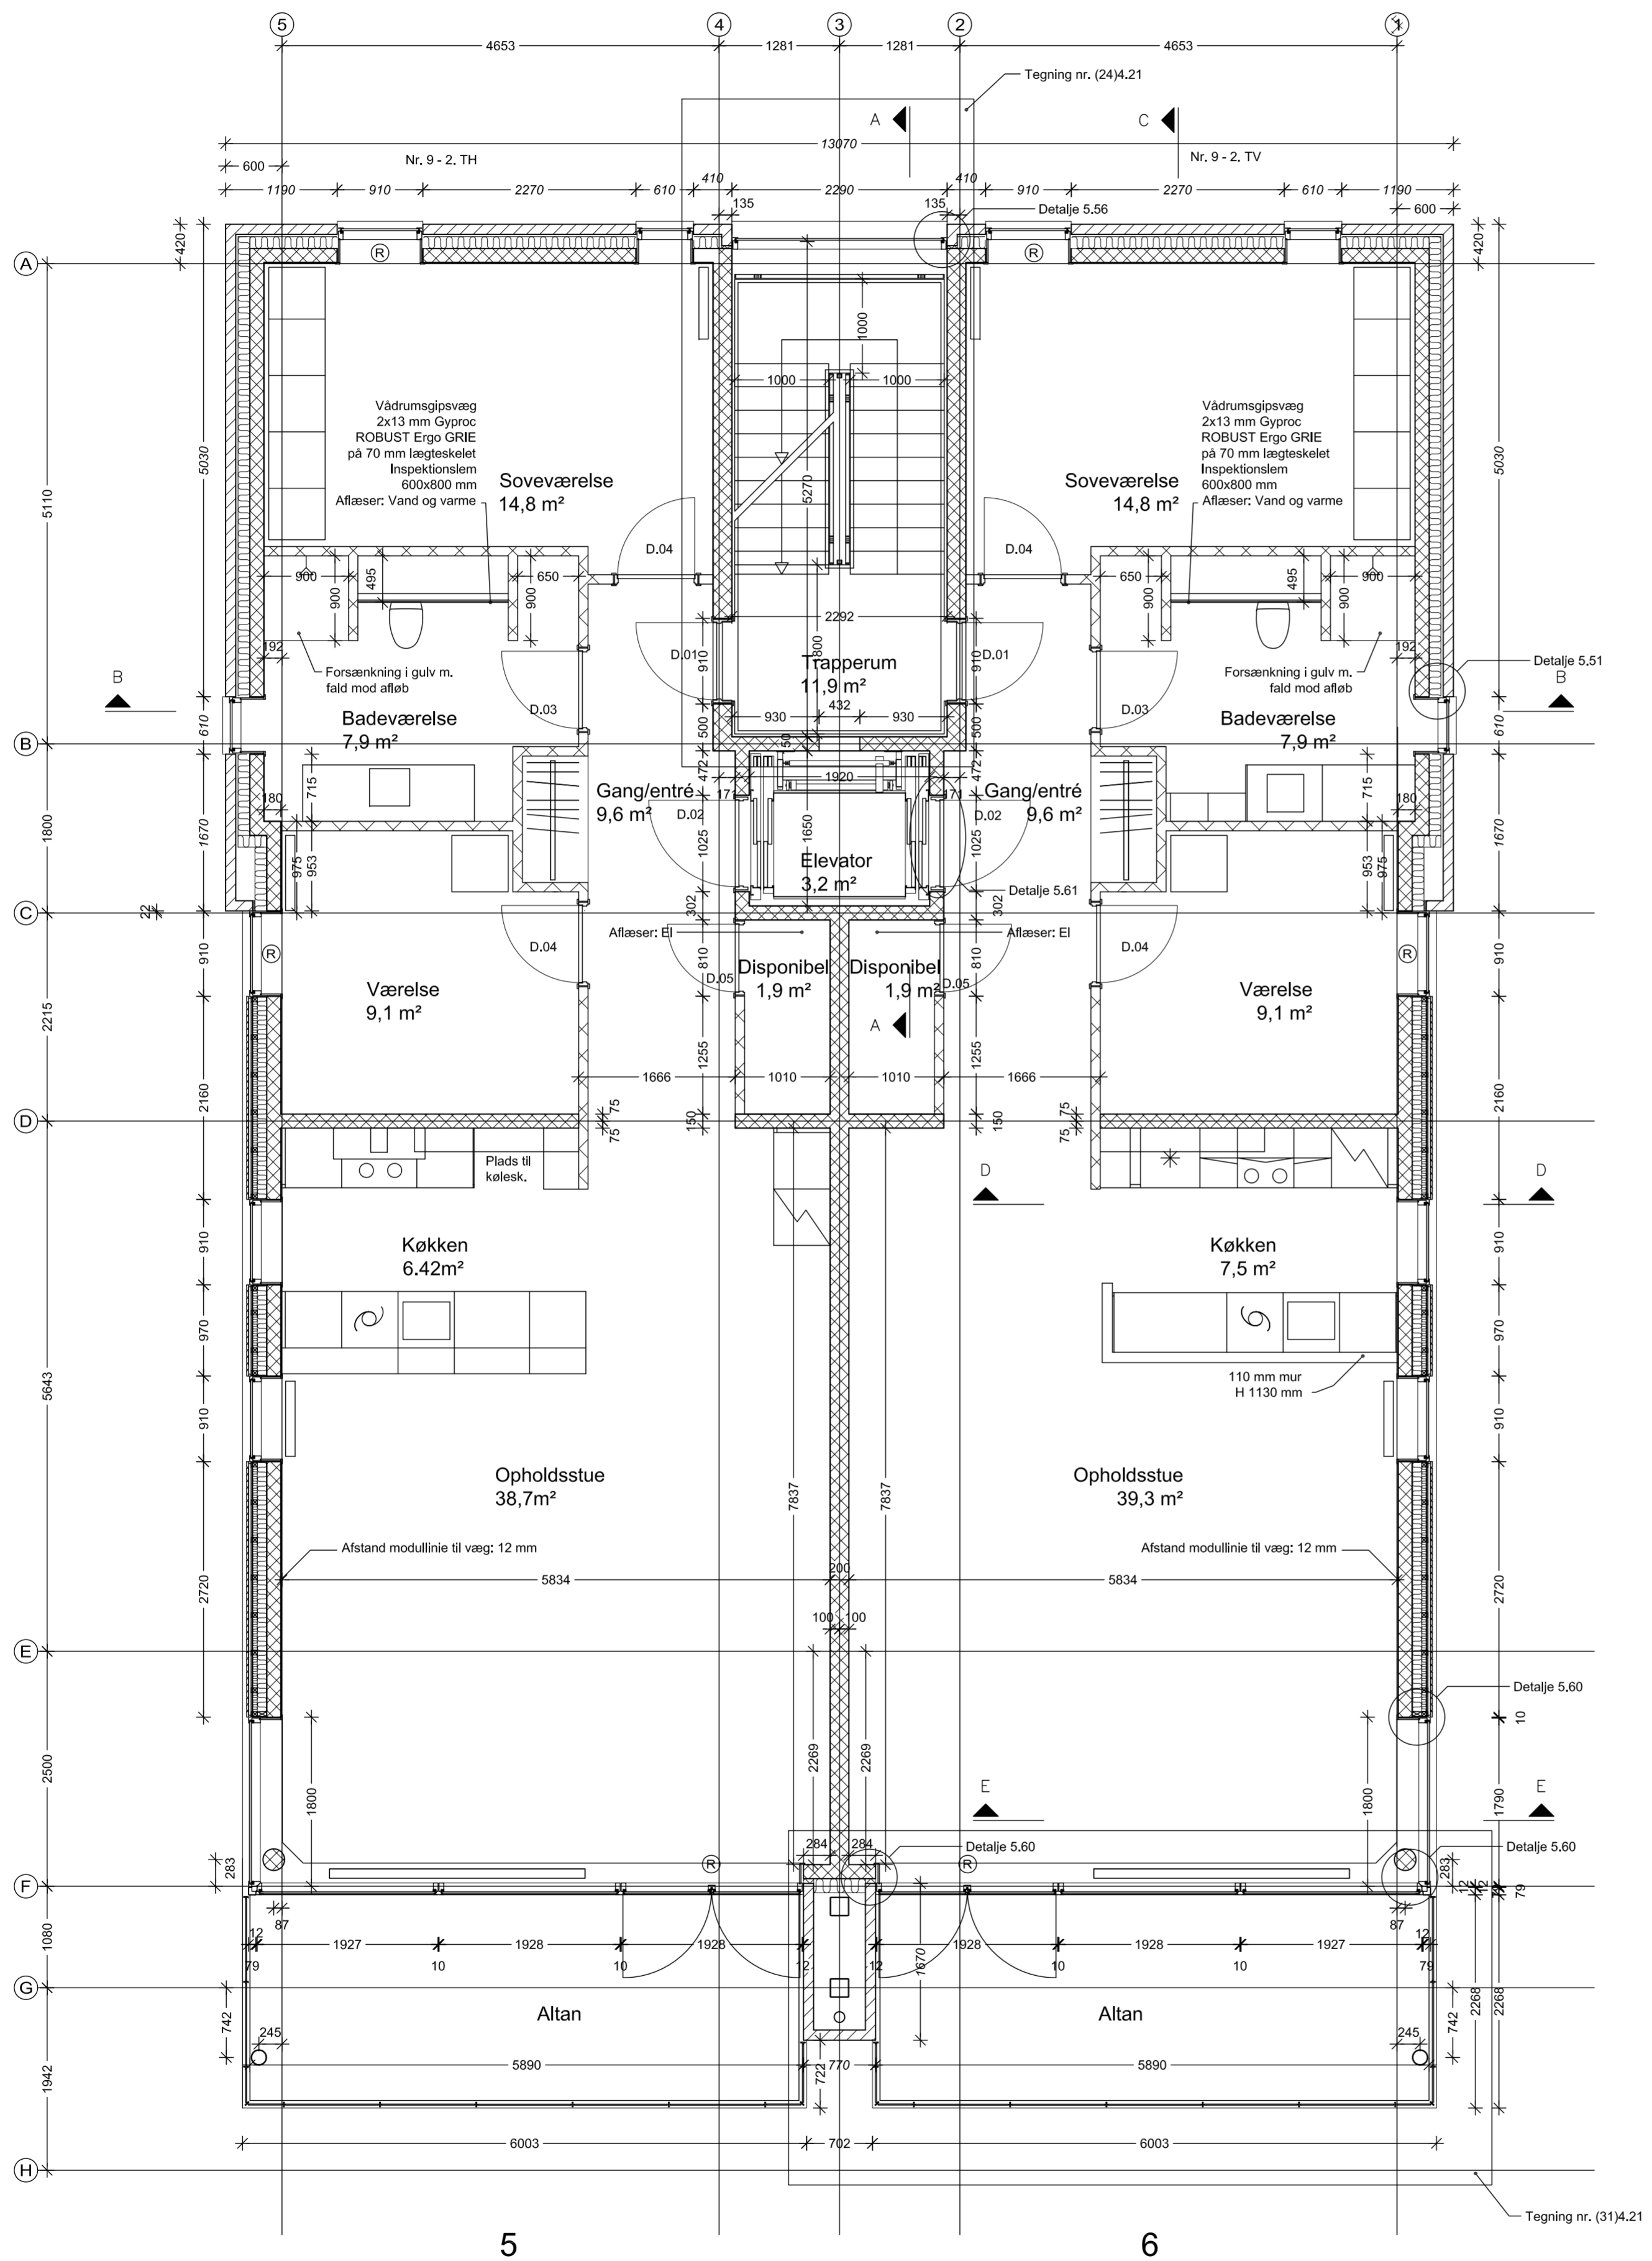 5
4
3
2
1
4653
1281
1281
4653
Tegning nr. (24)4.21
A
C
13070
600
Nr. 9 - 2. TH
Nr. 9 - 2. TV
1190
910
2270
610
410
2290
410
910
2270
610
1190
135
135
Detalje 5.56
600
420
420
A
R
R
1000
1000
1000
Vådrumsgipsvæg
2x13 mm Gyproc
ROBUST Ergo GRIE
på 70 mm lægteskelet
Inspektionslem
600x800 mm
Aflæser: Vand og varme
Vådrumsgipsvæg
2x13 mm Gyproc
ROBUST Ergo GRIE
på 70 mm lægteskelet
Inspektionslem
600x800 mm
Aflæser: Vand og varme
5030
5030
5110
5270
Soveværelse
14,8 m²
Soveværelse
14,8 m²
D.04
D.04
900
495
650
900
900
650
495
900
900
900
2292
800
192
192
D.01
910
910
D.01
Trapperum
11,9 m²
Forsænkning i gulv m.
fald mod afløb
Forsænkning i gulv m.
fald mod afløb
Detalje 5.51
B
B
D.03
D.03
432
930
930
610
Badeværelse
7,9 m²
500
500
Badeværelse
7,9 m²
610
B
50
472
1920
472
715
715
180
171
171
180
Gang/entré
9,6 m²
Gang/entré
9,6 m²
D.02
D.02
1800
1670
975
953
1025
1650
1025
953
975
1670
Elevator
3,2 m²
Detalje 5.61
22
302
302
C
Aflæser: El
Aflæser: El
R
D.04
D.04
R
910
810
810
910
D.05
Disponibel
1,9 m²
Disponibel
1,9 m²
D.05
Værelse
9,1 m²
Værelse
9,1 m²
2215
A
1255
1255
1666
1010
1010
1666
2160
2160
75
75
150
150
75
75
D
Plads til
kølesk.
D
D
910
Køkken
6.42m²
Køkken
7,5 m²
910
970
970
110 mm mur
H 1130 mm
5643
910
910
Opholdsstue
38,7m²
Opholdsstue
39,3 m²
7837
7837
Afstand modullinie til væg: 12 mm
Afstand modullinie til væg: 12 mm
2720
5834
200
5834
2720
100
100
E
Detalje 5.60
10
2500
2269
2269
1800
1800
1790
E
E
284
284
Detalje 5.60
Detalje 5.60
283
R
R
283
F
12
12
79
79
87
87
1080
12
1927
1928
1928
1928
1928
1927
12
79
10
10
12
12
10
10
79
1670
G
742
Altan
Altan
742
2268
2268
245
245
1942
5890
722
770
5890
6003
702
6003
H
Tegning nr. (31)4.21
5
6